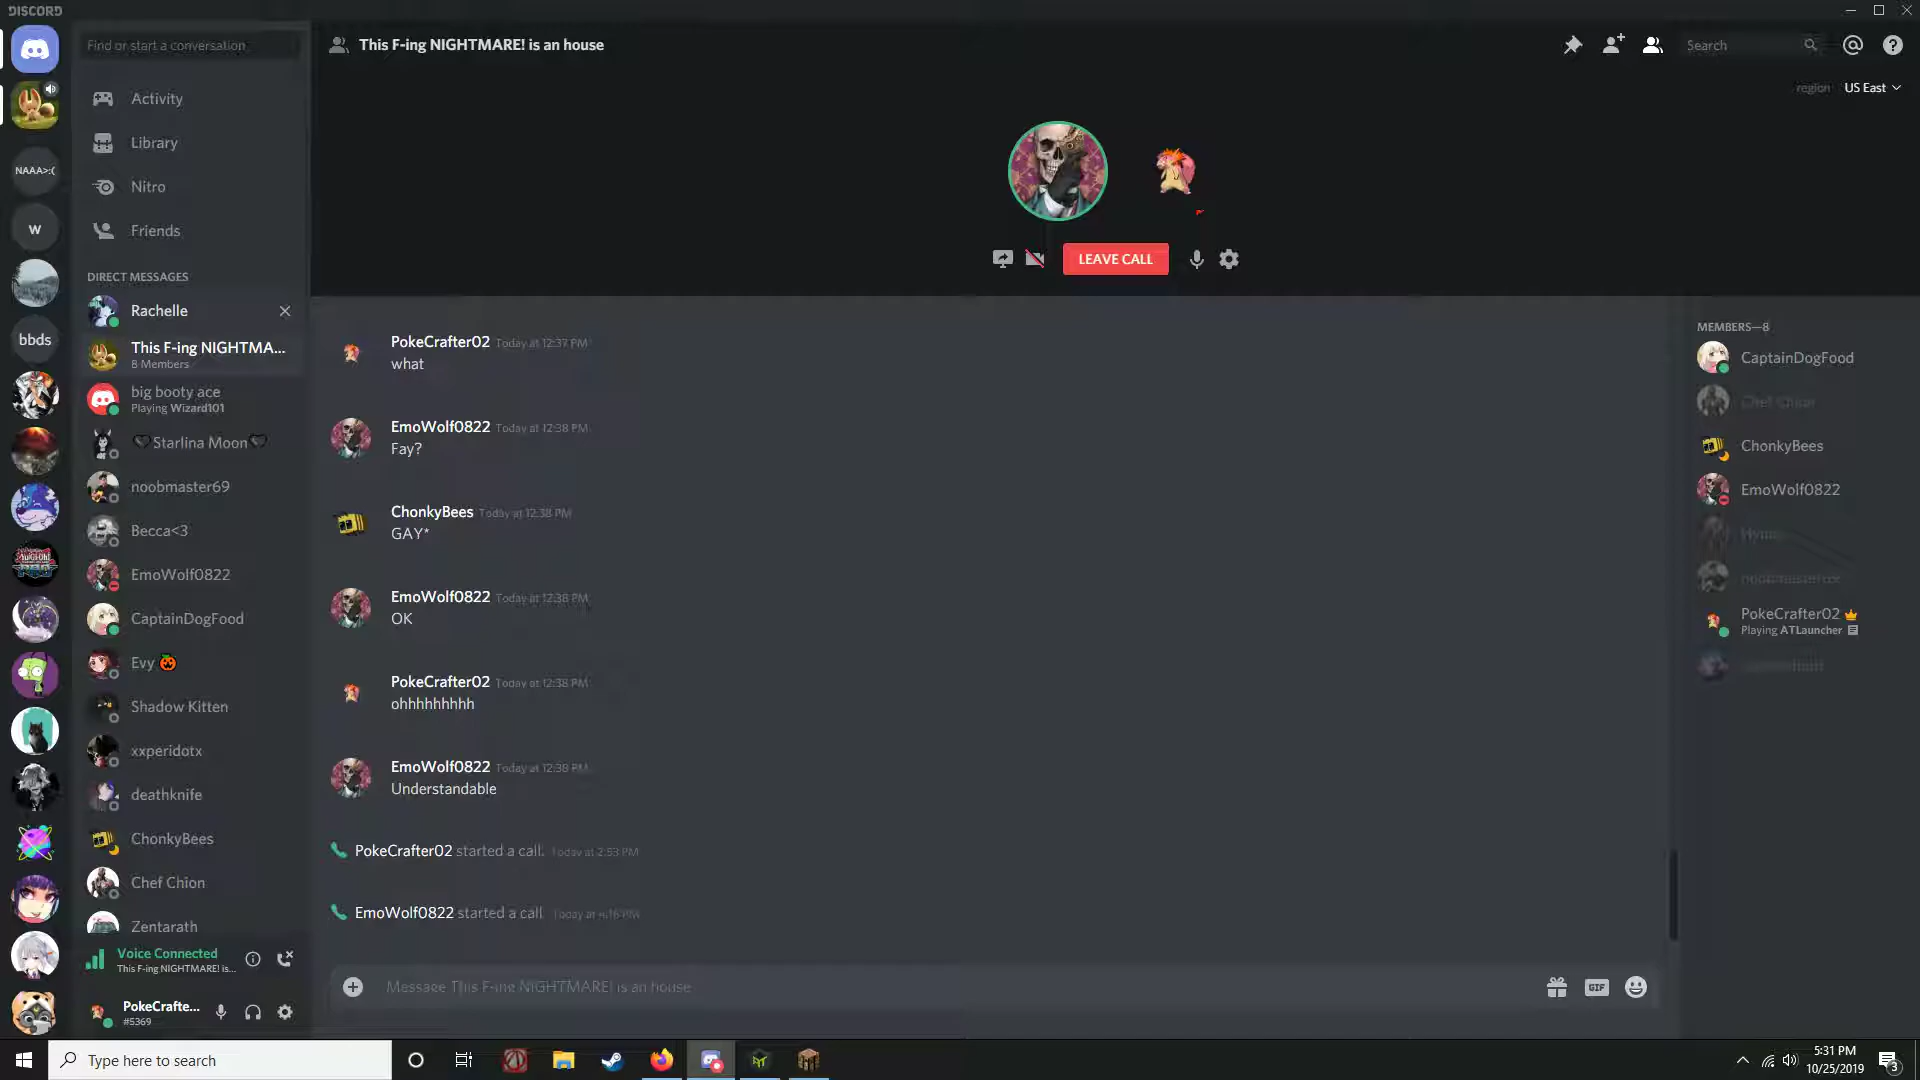 DISCORD
Find or start a conversation
This F-ing NIGHTMARE! is an house
Search
region US East
NAAA>:(
w
bbds
Activity
Library
Nitro
Friends
DIRECT MESSAGES
Rachelle
This F-ing NIGHTMA...
8 Members
big booty ace
Playing Wizard101
Starlina Moon
noobmaster69
Becca<3
EmoWolf0822
CaptainDogFood
Evy
Shadow Kitten
xxperidotx
deathknife
ChonkyBees
Chef Chion
Zentarath
Voice Connected
This F-ing NIGHTMARE! is...
PokeCrafte...
#5369
LEAVE CALL
PokeCrafter02 Today at 12:37 PM
what
EmoWolf0822 Today at 12:38 PM
Fay?
ChonkyBees Today at 12:38 PM
GAY*
EmoWolf0822 Today at 12:38 PM
OK
PokeCrafter02 Today at 12:38 PM
ohhhhhhhhh
EmoWolf0822 Today at 12:38 PM
Understandable
PokeCrafter02 started a call. Today at 2:53 PM
EmoWolf0822 started a call Today at 4:16 PM
Message This F-ing NIGHTMARE! is an house
GIF
MEMBERS—8
CaptainDogFood
Chef Chion
ChonkyBees
EmoWolf0822
PokeCrafter02
Playing ATLauncher
Type here to search
5:31 PM
10/25/2019
3